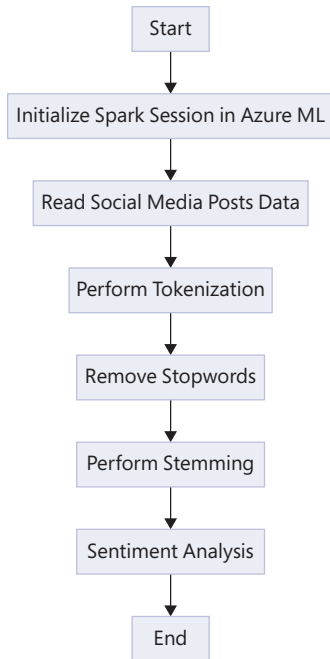 Start
Initialize Spark Session in Azure ML
Read Social Media Posts Data
Perform Tokenization
Remove Stopwords
Perform Stemming
Sentiment Analysis
End